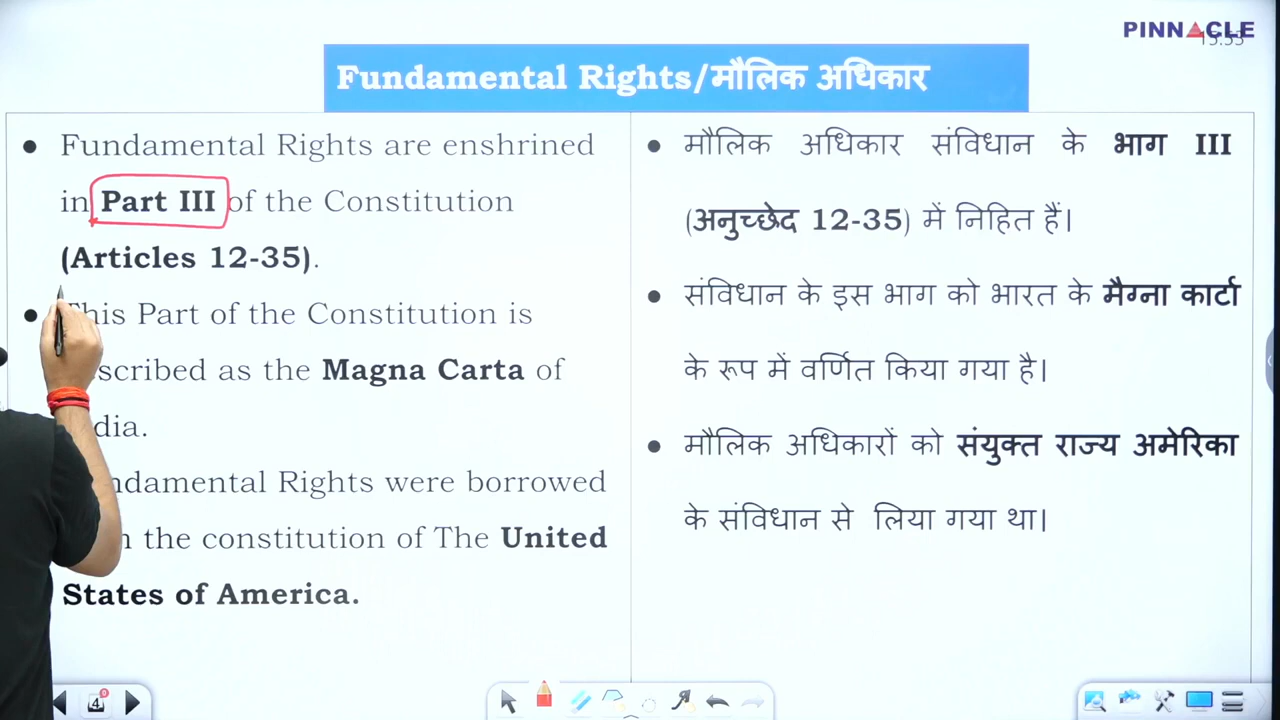 PINNACLE
Fundamental Rights/मौलिक अधिकार
● Fundamental Rights are enshrined
in Part III of the Constitution
(Articles 12-35).
● This Part of the Constitution is
scribed as the Magna Carta of
dia.
ndamental Rights were borrowed
the constitution of The United
States of America.
● मौलिक अधिकार संविधान के भाग III
(अनुच्छेद 12-35) में निहित हैं।
● संविधान के इस भाग को भारत के मैग्ना कार्टा
के रूप में वर्णित किया गया है।
● मौलिक अधिकारों को संयुक्त राज्य अमेरिका
के संविधान से लिया गया था।
4